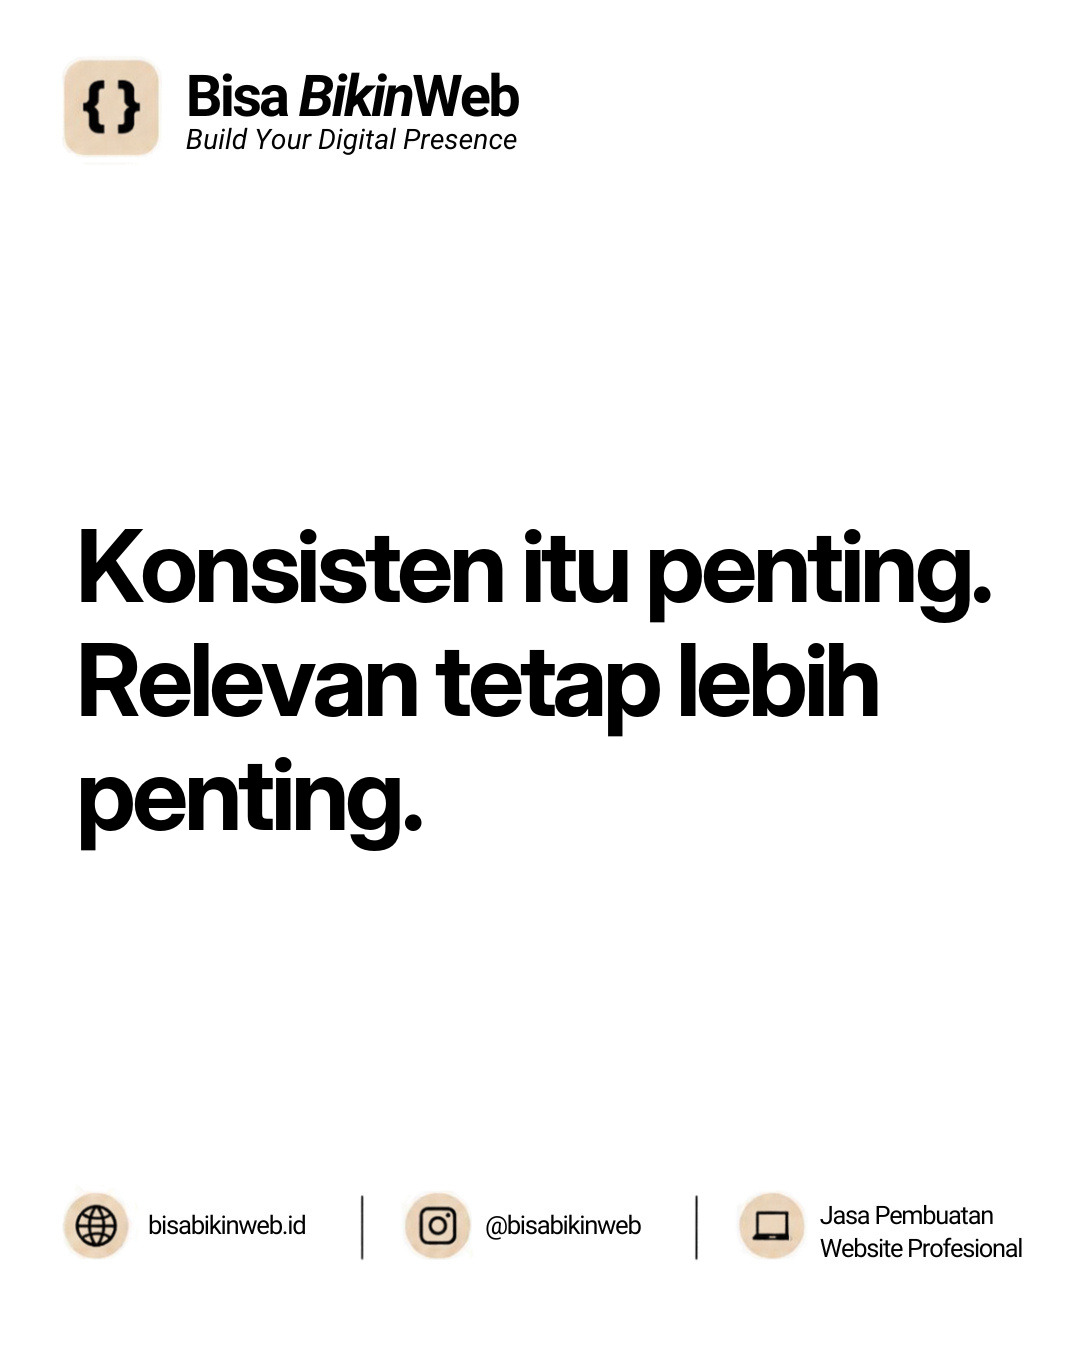 { }
Bisa BikinWeb
Build Your Digital Presence
Konsisten itu penting.
Relevan tetap lebih
penting.
bisabikinweb.id
@bisabikinweb
Jasa Pembuatan
Website Profesional